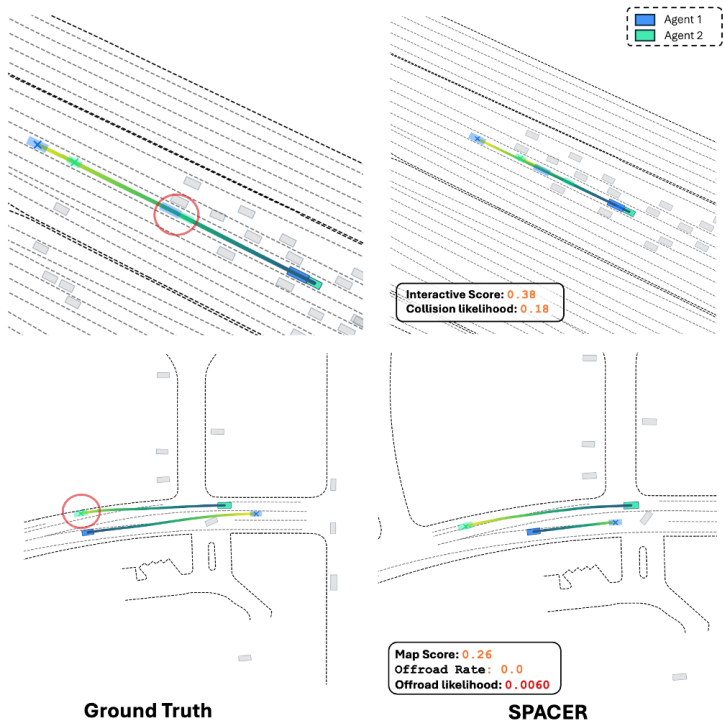 Agent 1
Agent 2
Interactive Score: 0.38
Collision likelihood: 0.18
Map Score: 0.26
Offroad Rate: 0.0
Offroad likelihood: 0.0060
Ground Truth
SPACER